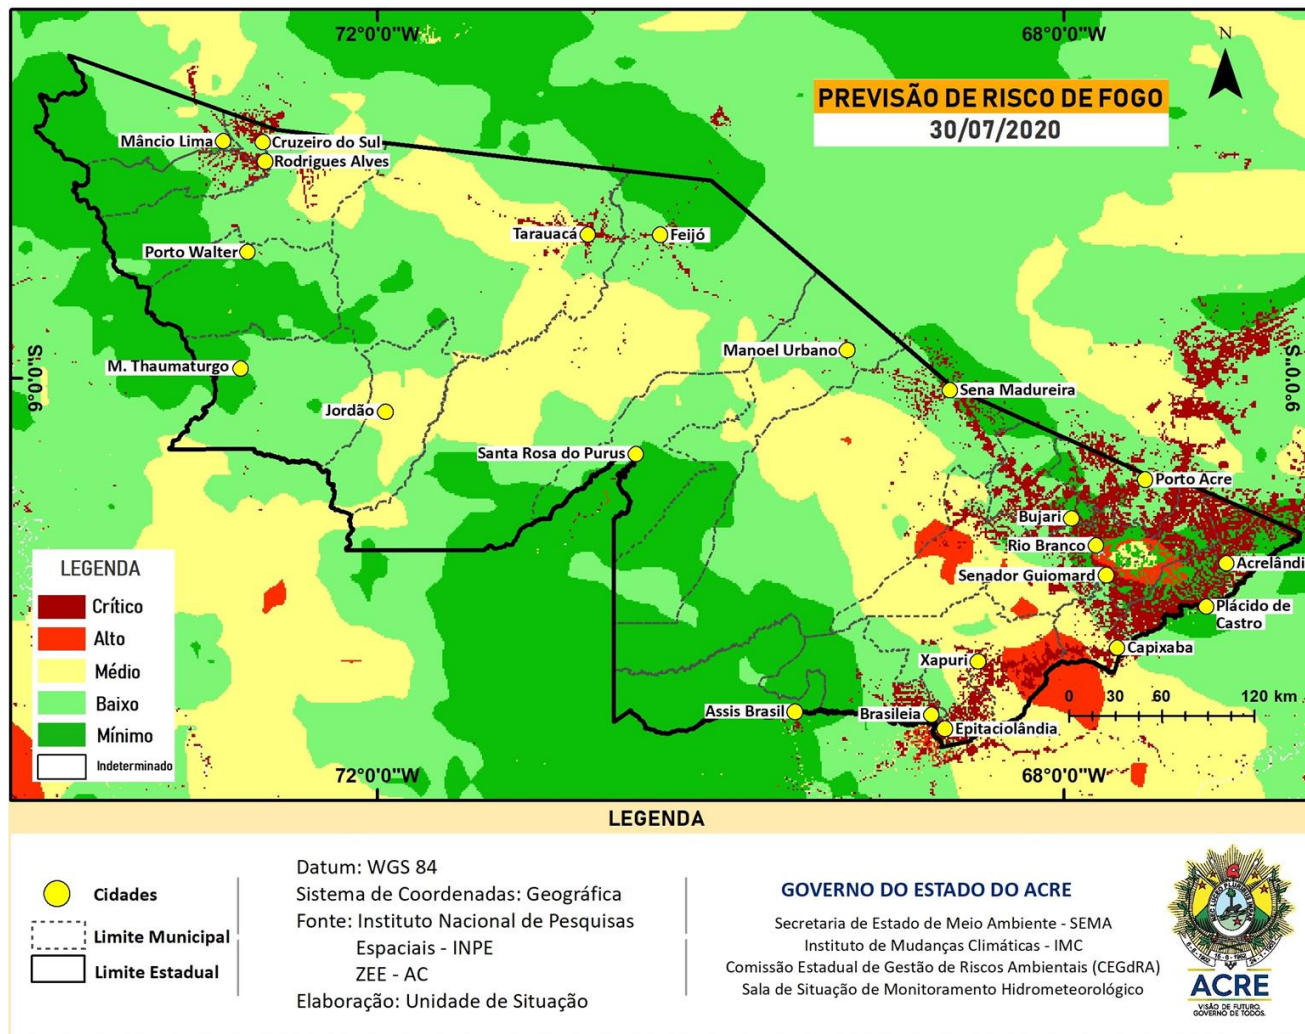 72°0'0"W
68°0'0"W
N
PREVISÃO DE RISCO DE FOGO
30/07/2020
Mâncio Lima
Cruzeiro do Sul
Rodrigues Alves
Tarauacá
Feijó
Porto Walter
Manoel Urbano
M. Thaumaturgo
9°0'0"S
9°0'0"S
Sena Madureira
Jordão
Santa Rosa do Purus
Porto Acre
Bujari
Rio Branco
Acrelândi
Senador Guiomard
Plácido de
Castro
Capixaba
Xapuri
Assis Brasil
Brasileia
Epitaciolândia
0 30 60 120 km
LEGENDA
Crítico
Alto
Médio
Baixo
Mínimo
Indeterminado
72°0'0"W
68°0'0"W
LEGENDA
Cidades
Limite Municipal
Limite Estadual
Datum: WGS 84
Sistema de Coordenadas: Geográfica
Fonte: Instituto Nacional de Pesquisas
Espaciais - INPE
ZEE - AC
Elaboração: Unidade de Situação
GOVERNO DO ESTADO DO ACRE
Secretaria de Estado de Meio Ambiente - SEMA
Instituto de Mudanças Climáticas - IMC
Comissão Estadual de Gestão de Riscos Ambientais (CEGdRA)
Sala de Situação de Monitoramento Hidrometeorológico
ACRE
VISÃO DE FUTURO.
GOVERNO DE TODOS.